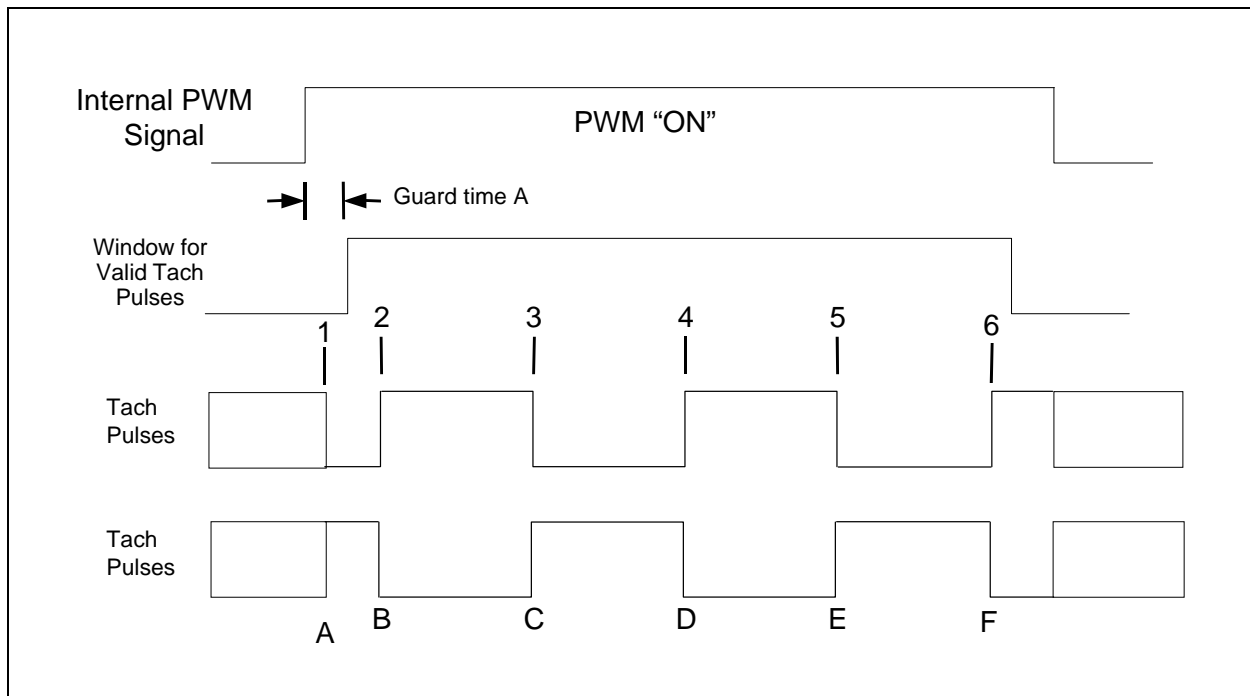 Internal PWM
Signal
PWM “ON”
Guard time A
Window for
Valid Tach
Pulses
1
2
3
4
5
6
Tach
Pulses
Tach
Pulses
A
B
C
D
E
F